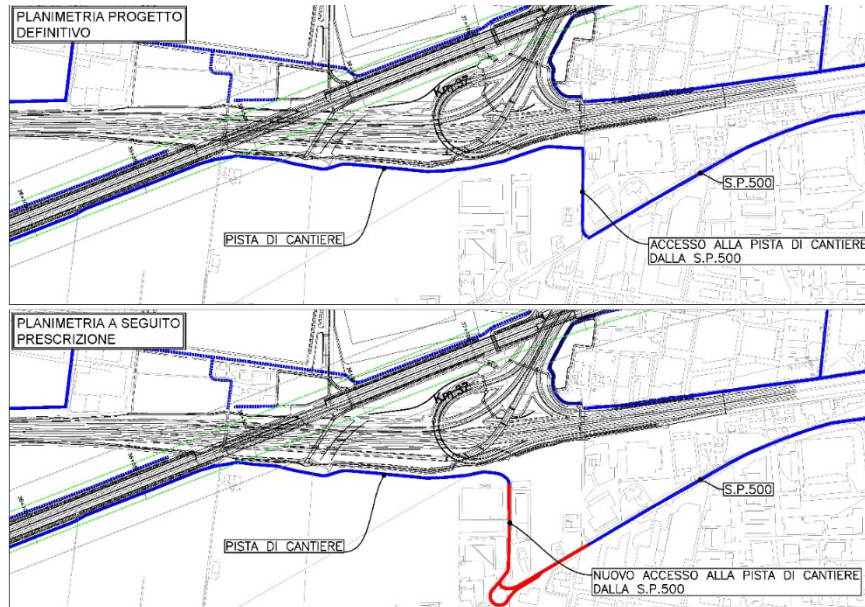 PLANIMETRIA PROGETTO
DEFINITIVO
Km.37
S.P.500
PISTA DI CANTIERE
ACCESSO ALLA PISTA DI CANTIERE
DALLA S.P.500
PLANIMETRIA A SEGUITO
PRESCRIZIONE
Km.37
S.P.500
PISTA DI CANTIERE
NUOVO ACCESSO ALLA PISTA DI CANTIERE
DALLA S.P.500